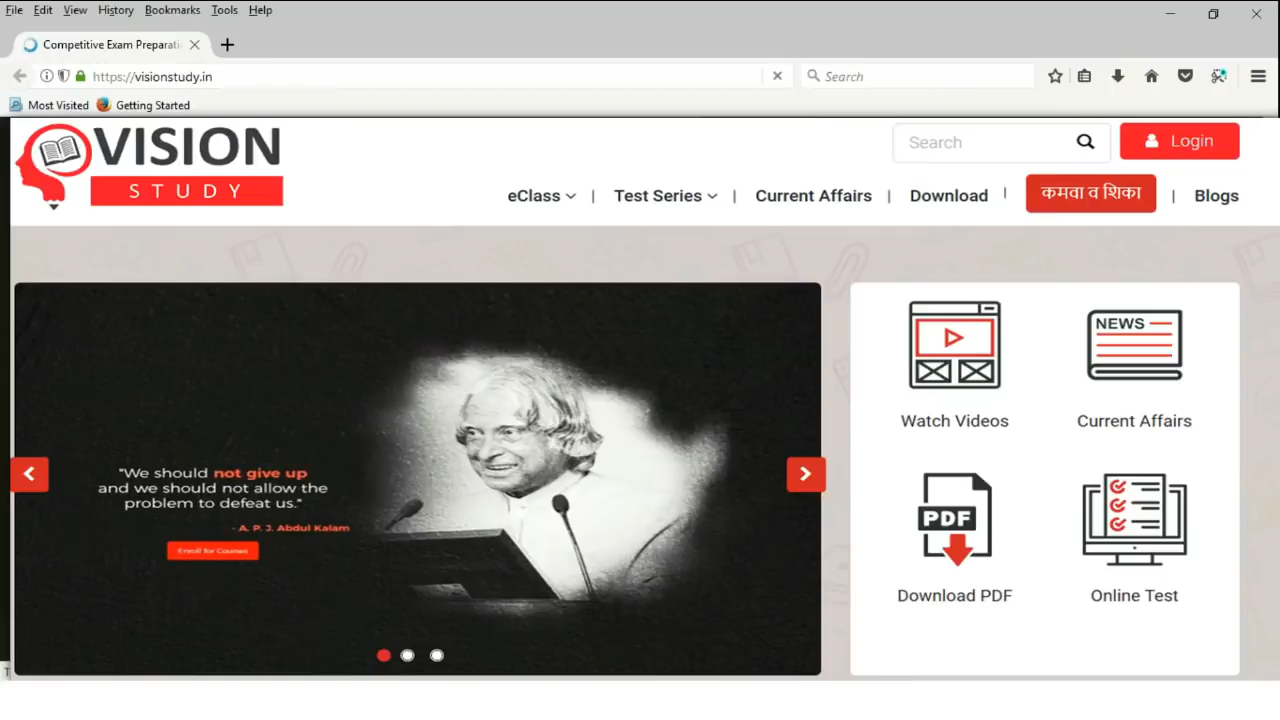 File Edit View History Bookmarks Tools Help
Competitive Exam Preparati
https://visionstudy.in
Search
Most Visited Getting Started
VISION
STUDY
Search
Login
eClass | Test Series | Current Affairs | Download | कमवा व शिका | Blogs
"We should not give up
and we should not allow the
problem to defeat us."
- A. P. J. Abdul Kalam
Enroll for Courses
NEWS
Watch Videos
Current Affairs
PDF
Download PDF
Online Test